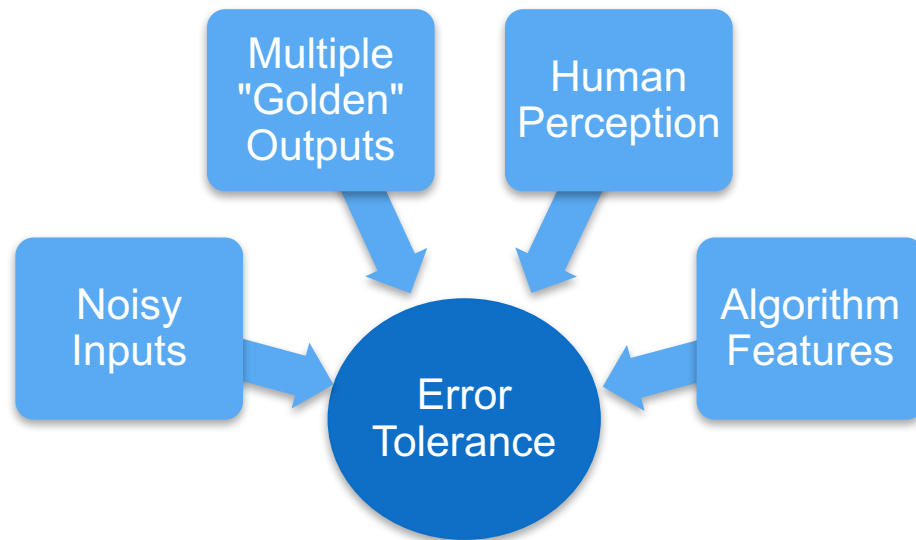 Multiple
"Golden"
Outputs
Human
Perception
Noisy
Inputs
Algorithm
Features
Error
Tolerance